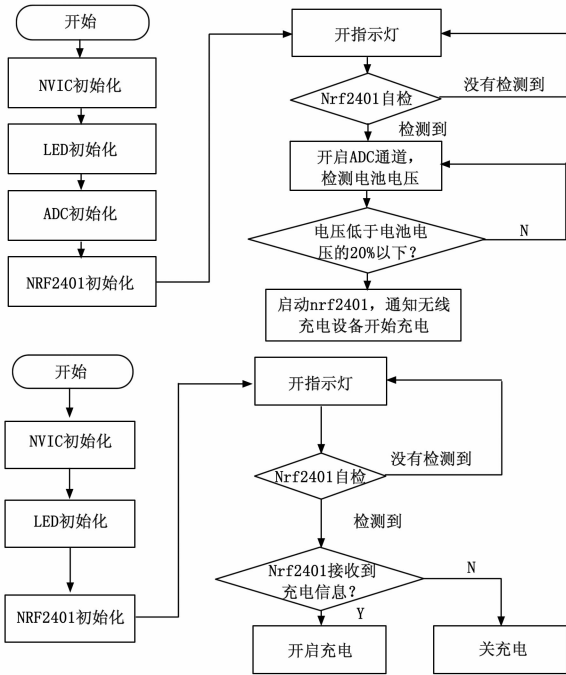 开始
NVIC初始化
LED初始化
ADC初始化
NRF2401初始化
开指示灯
Nrf2401自检
没有检测到
检测到
开启ADC通道，
检测电池电压
电压低于电池电
压的20%以下？
N
启动nrf2401，通知无线
充电设备开始充电
开始
NVIC初始化
LED初始化
NRF2401初始化
开指示灯
Nrf2401自检
没有检测到
检测到
Nrf2401接收到
充电信息？
N
Y
开启充电
关充电